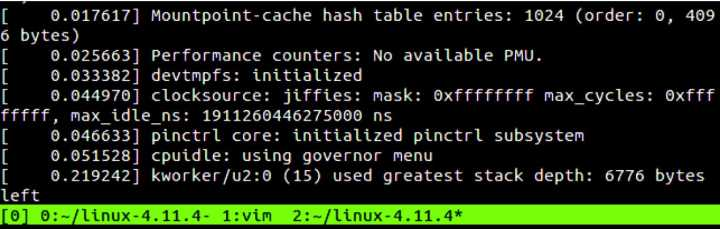 [    0.017617] Mountpoint-cache hash table entries: 1024 (order: 0, 409
6 bytes)
[    0.025663] Performance counters: No available PMU.
[    0.033382] devtmpfs: initialized
[    0.044970] clocksource: jiffies: mask: 0xffffffff max_cycles: 0xfff
fffff, max_idle_ns: 1911260446275000 ns
[    0.046633] pinctrl core: initialized pinctrl subsystem
[    0.051528] cpuidle: using governor menu
[    0.219242] kworker/u2:0 (15) used greatest stack depth: 6776 bytes
left
[0] 0:~/linux-4.11.4- 1:vim  2:~/linux-4.11.4*